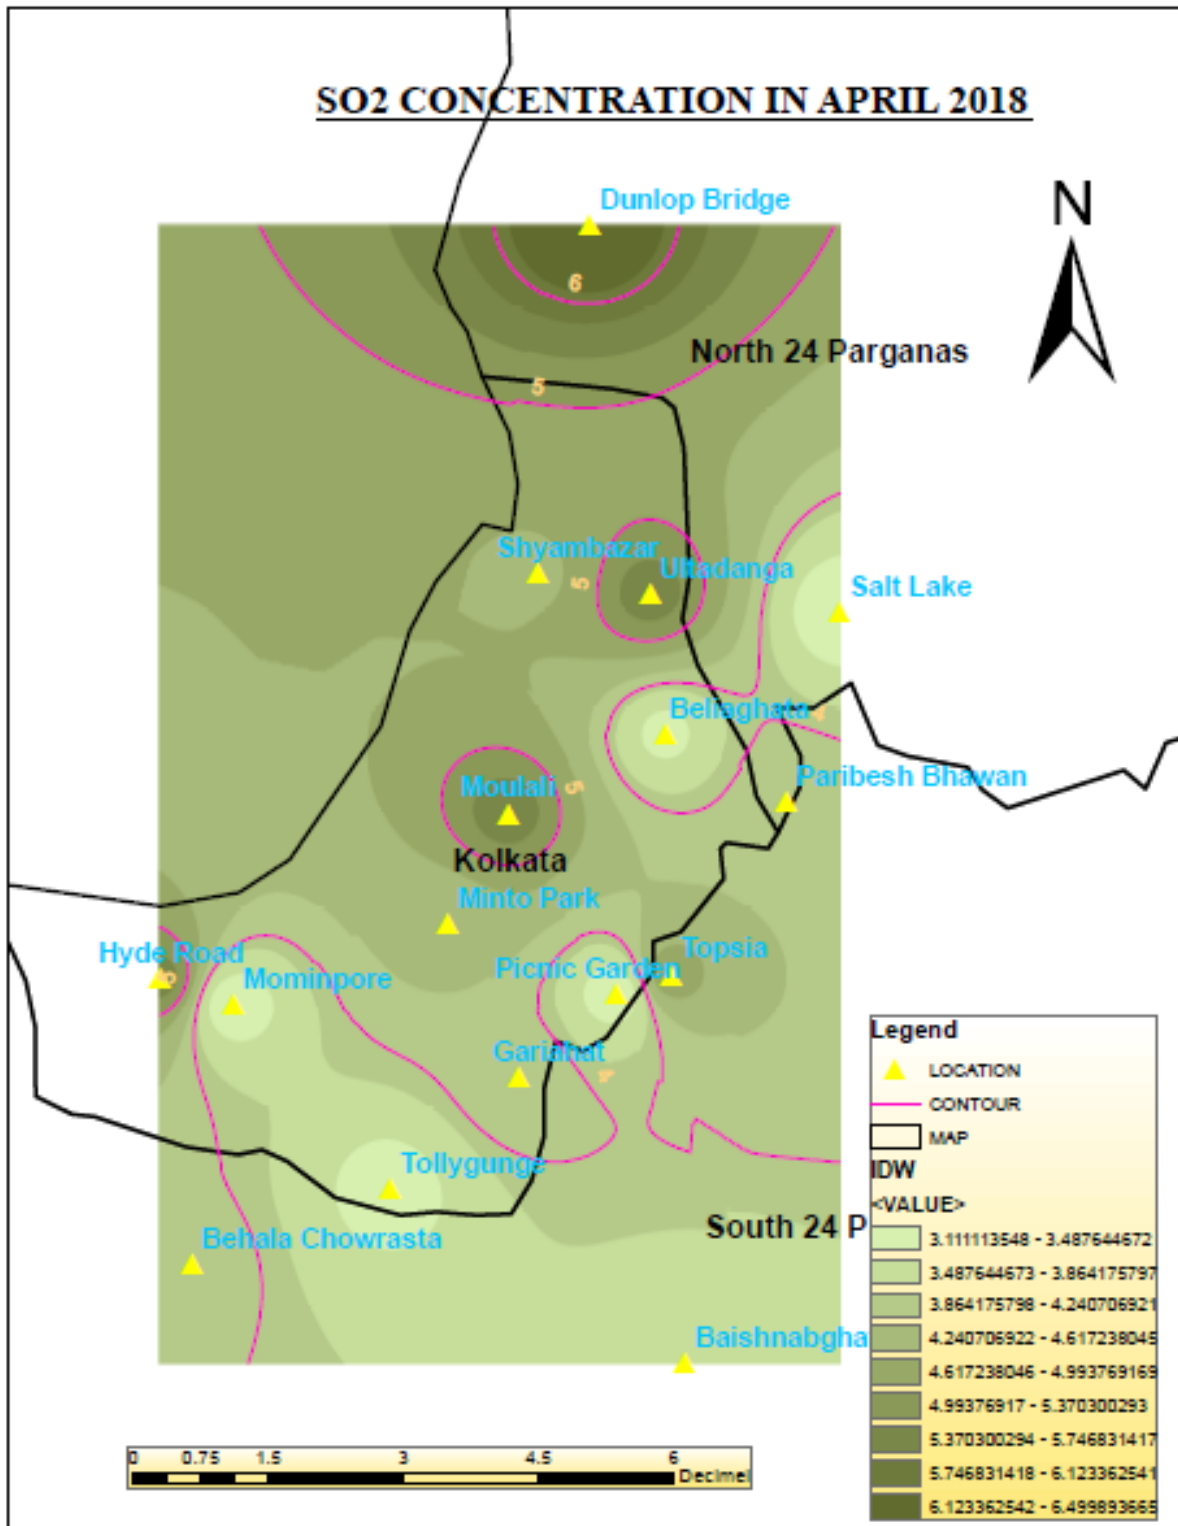 SO2 CONCENTRATION IN APRIL 2018
N
Dunlop Bridge
6
North 24 Parganas
5
Shyambazar
5
Ultadanga
Salt Lake
Beliaghata
4
Paribesh Bhawan
Moulali
5
Kolkata
Minto Park
Hyde Road
5
Mominpore
Picnic Garden
Topsia
Gariahat
4
Tollygunge
Behala Chowrasta
South 24 P
Baishnabgha
Legend
LOCATION
CONTOUR
MAP
IDW
<VALUE>
3.111113548 - 3.487644672
3.487644673 - 3.864175797
3.864175798 - 4.240706921
4.240706922 - 4.617238045
4.617238046 - 4.993769169
4.99376917 - 5.370300293
5.370300294 - 5.746831417
5.746831418 - 6.123362541
6.123362542 - 6.499893665
0 0.75 1.5 3 4.5 6
Decimel